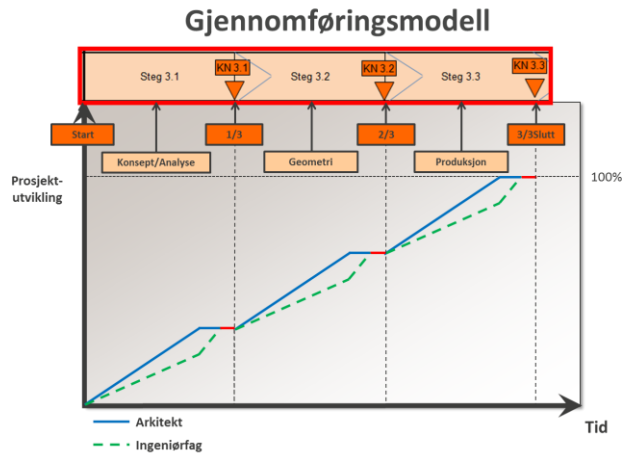 Gjennomføringsmodell
Steg 3.1
KN 3.1
Steg 3.2
KN 3.2
Steg 3.3
KN 3.3
Start
1/3
2/3
3/3Slutt
Konsept/Analyse
Geometri
Produksjon
Prosjekt-
utvikling
100%
Tid
Arkitekt
Ingeniørfag